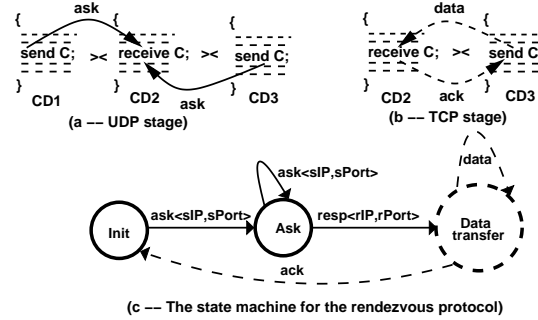 ask
data
{ { { { {
send C; >< receive C; >< send C; receive C; >< send C;
} } } } }
ask
ack
CD1 CD2 CD3 CD2 CD3
(a -- UDP stage)
(b -- TCP stage)
data
ask<sIP,sPort>
ask<sIP,sPort>
resp<rIP,rPort>
Init
Ask
Data
transfer
ack
(c -- The state machine for the rendezvous protocol)